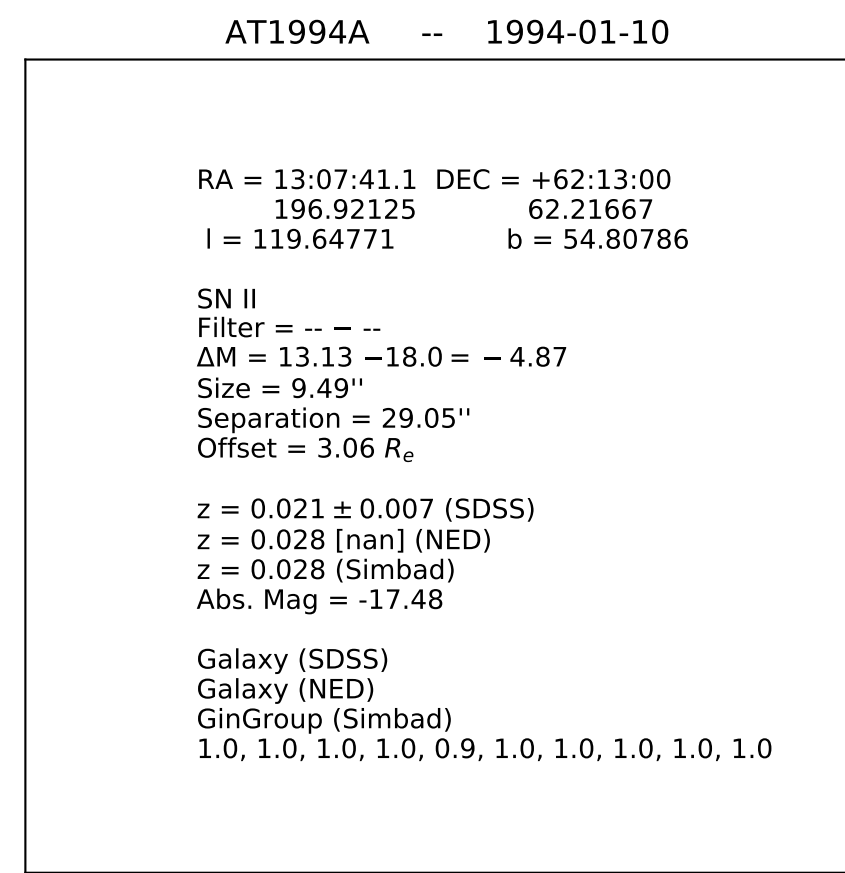 AT1994A -- 1994-01-10
RA = 13:07:41.1 DEC = +62:13:00
196.92125 62.21667
l = 119.64771 b = 54.80786
SN II
Filter = -- − --
ΔM = 13.13 −18.0 = − 4.87
Size = 9.49''
Separation = 29.05''
Offset = 3.06 Re
z = 0.021 ± 0.007 (SDSS)
z = 0.028 [nan] (NED)
z = 0.028 (Simbad)
Abs. Mag = -17.48
Galaxy (SDSS)
Galaxy (NED)
GinGroup (Simbad)
1.0, 1.0, 1.0, 1.0, 0.9, 1.0, 1.0, 1.0, 1.0, 1.0